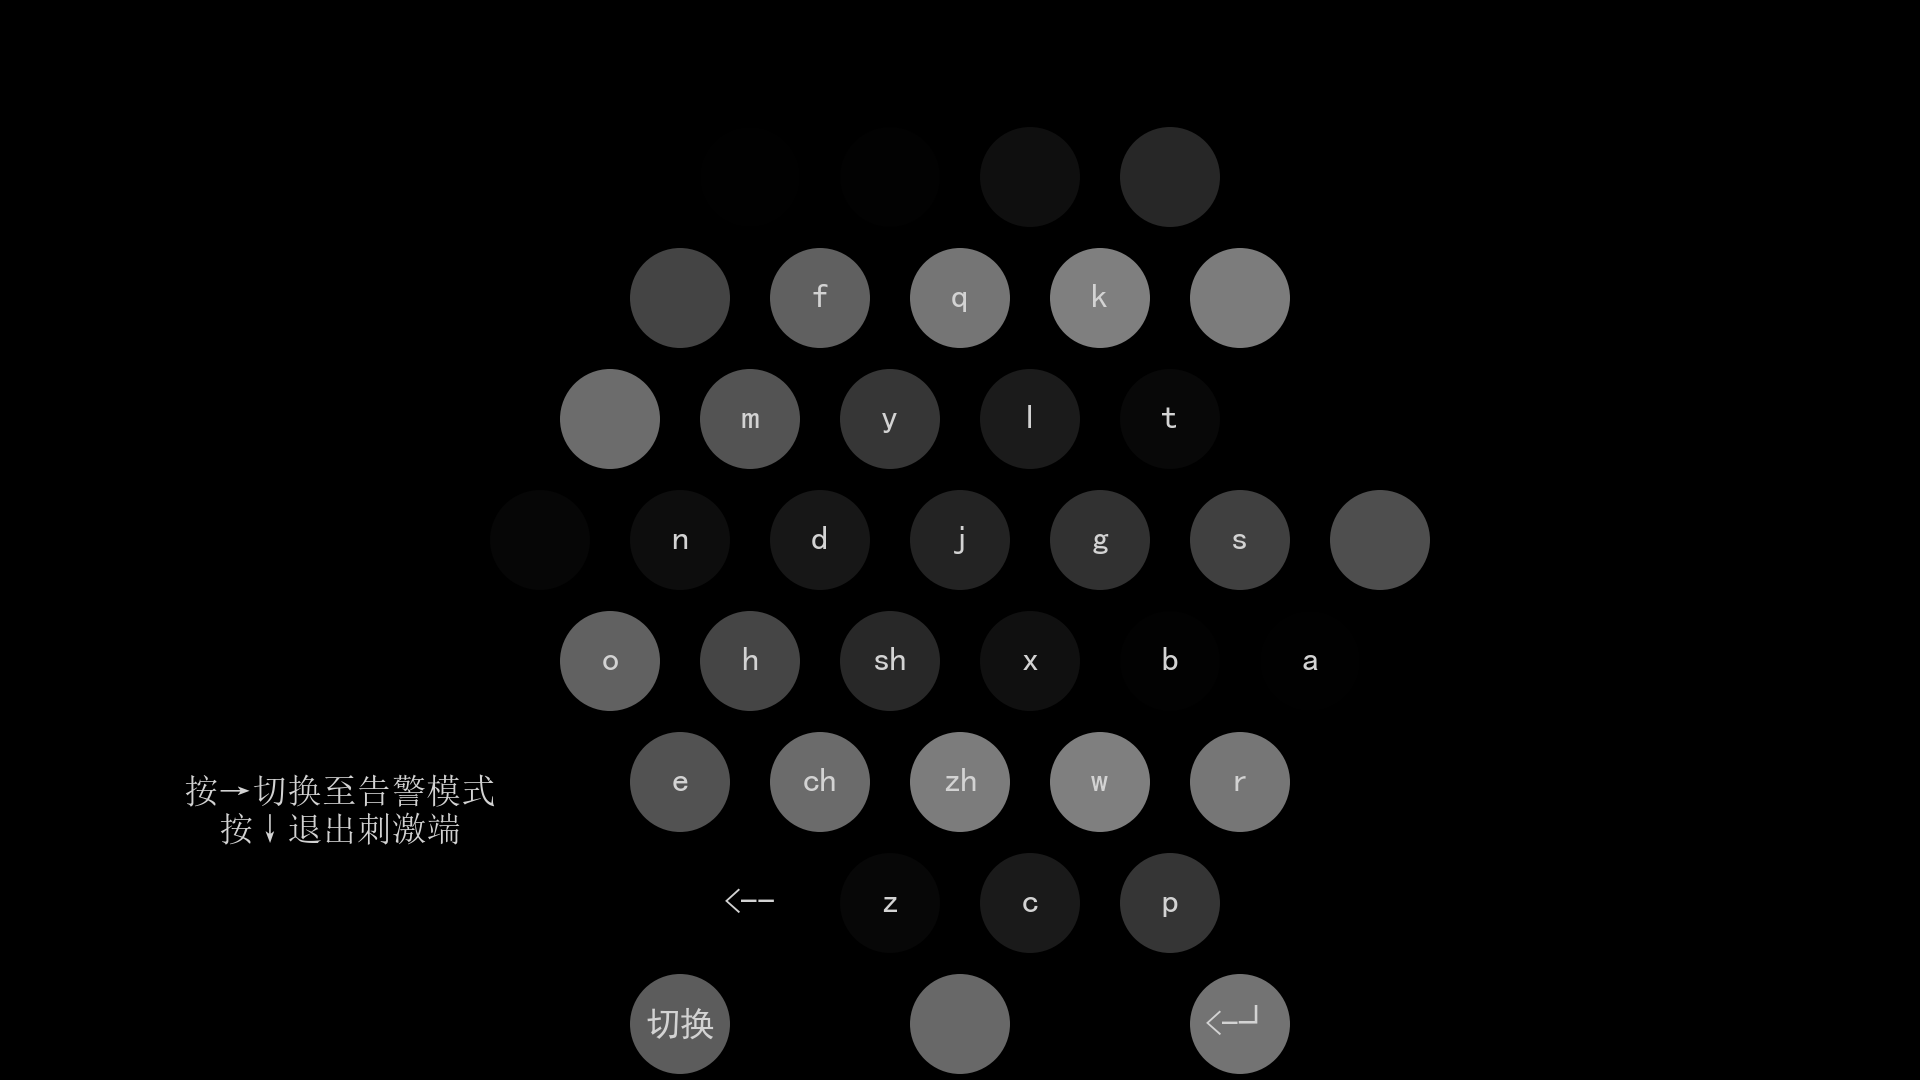 f q k
m y l t
n d j g s
o h sh x b a
e ch zh w r
按→切换至告警模式
按↓退出刺激端
<-- z c p
切换 <-┘